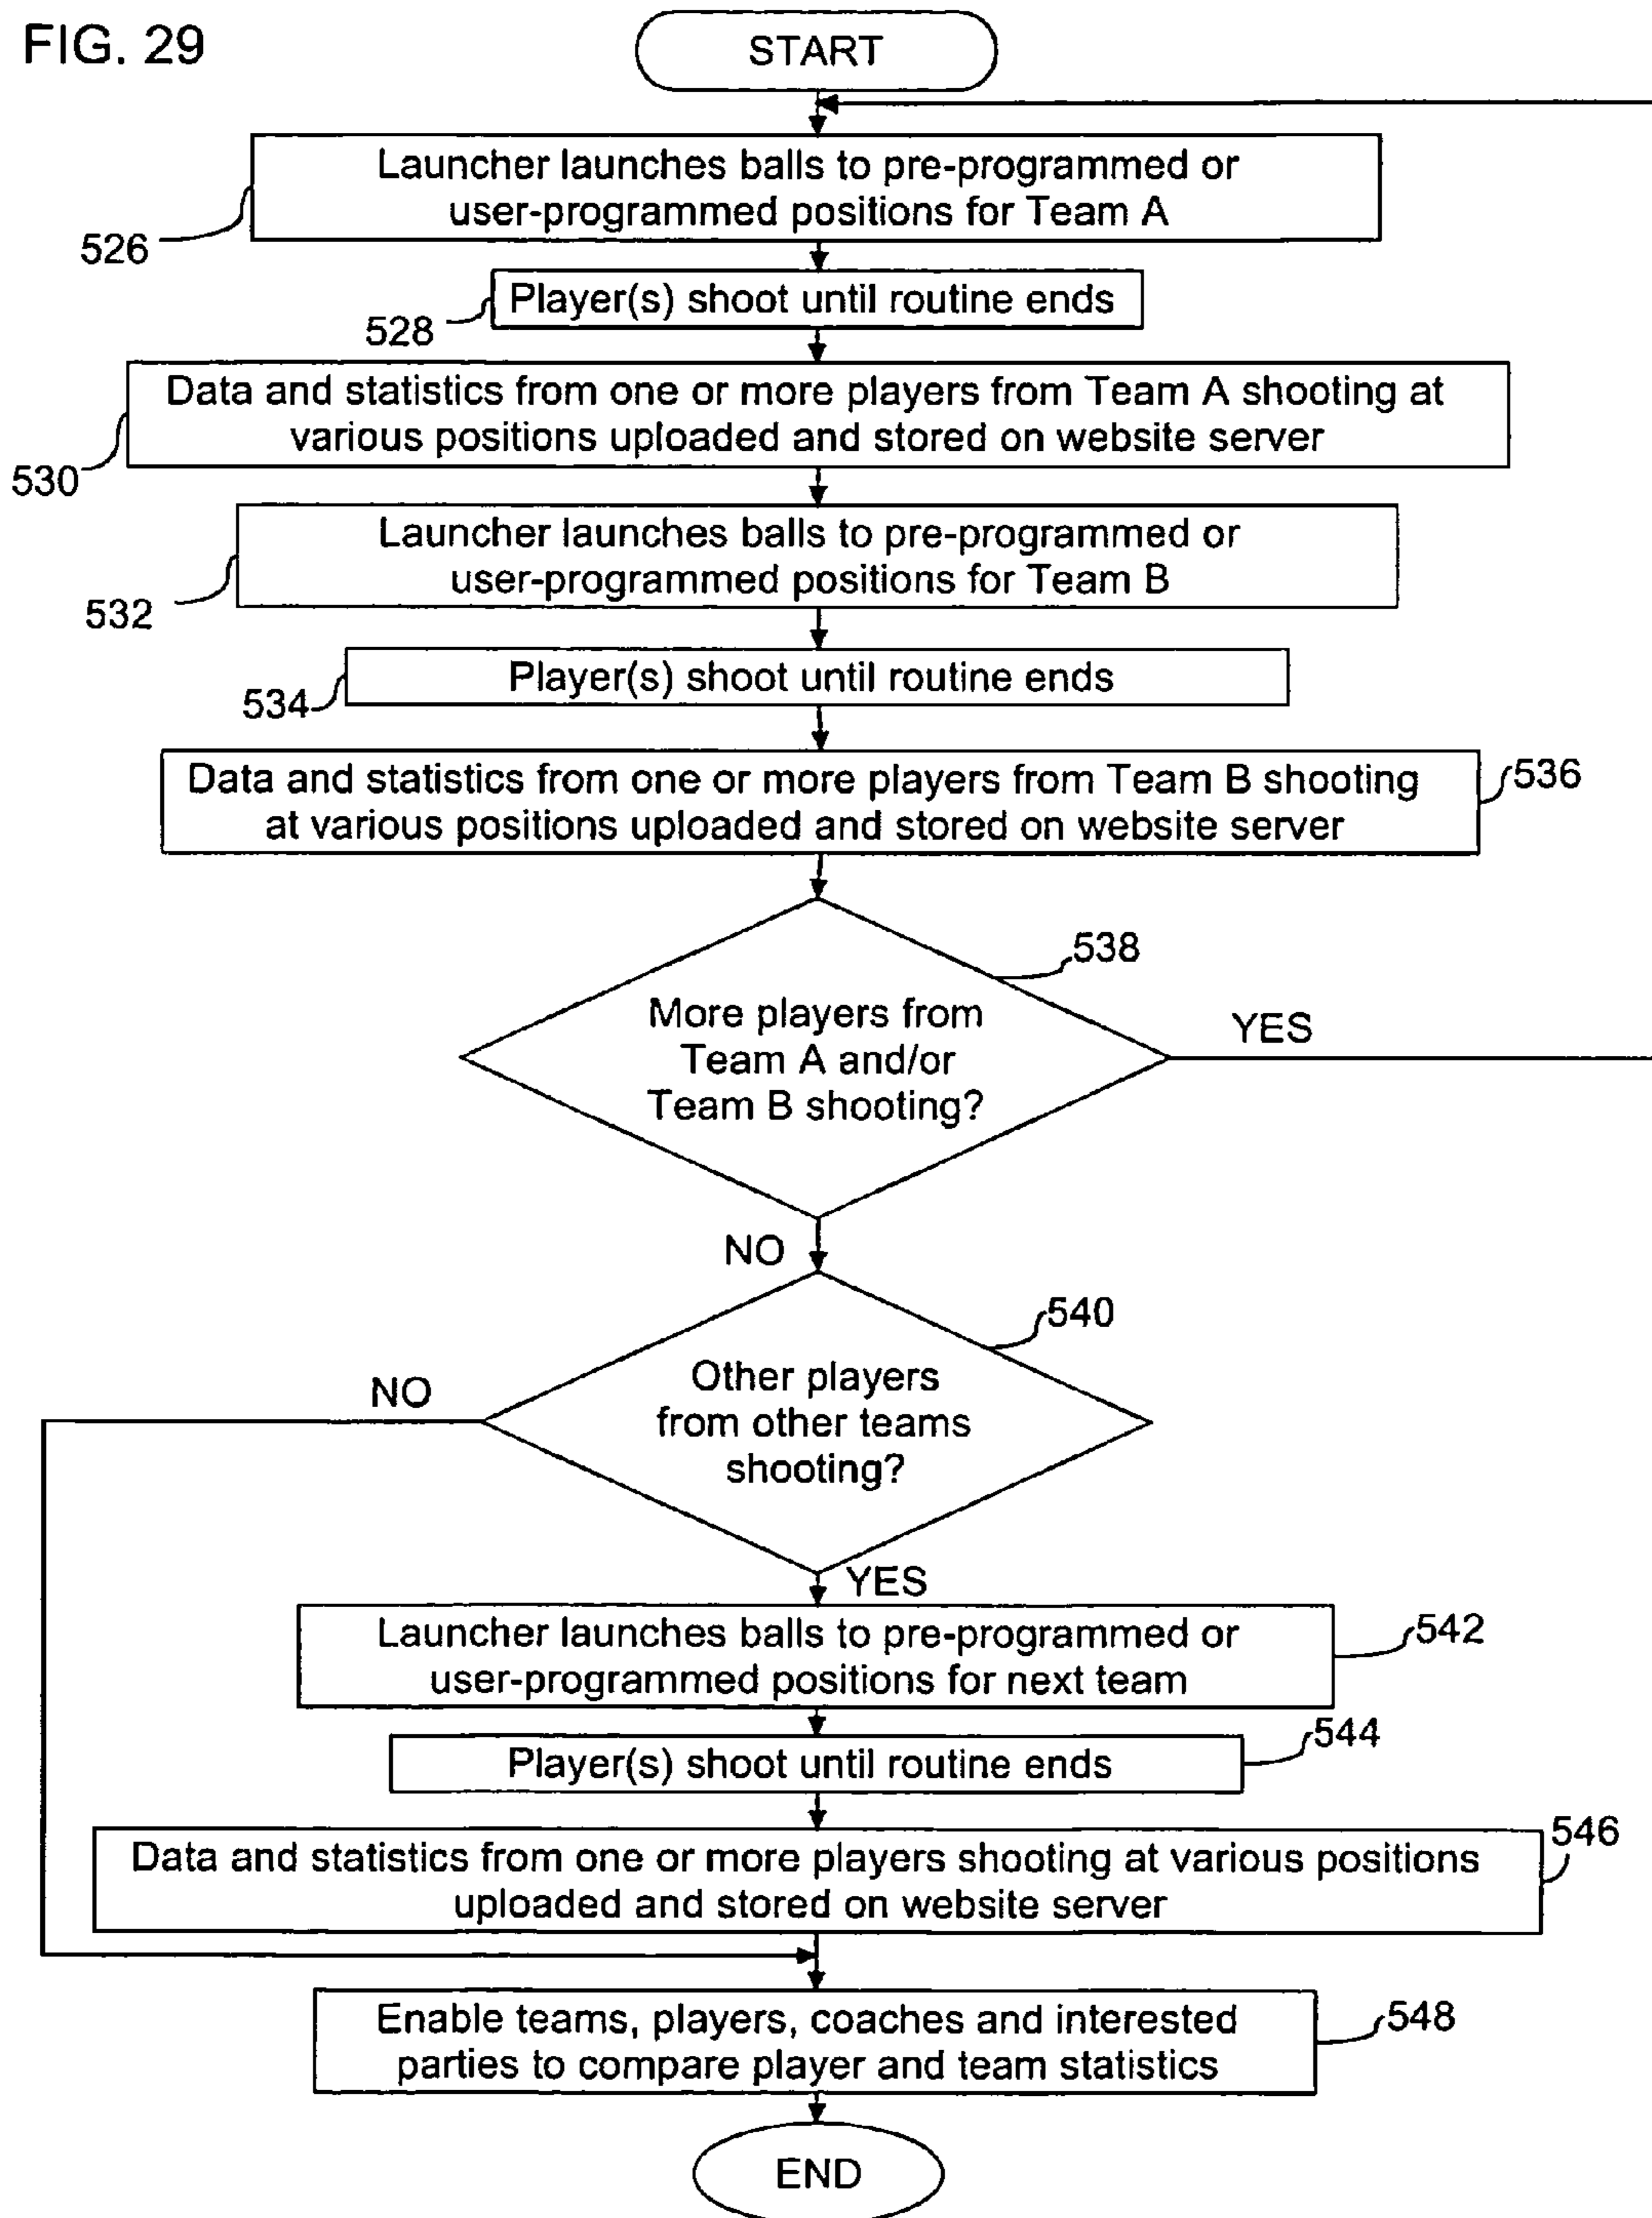 FIG. 29
START
Launcher launches balls to pre-programmed or
user-programmed positions for Team A
526
Player(s) shoot until routine ends
528
Data and statistics from one or more players from Team A shooting at
various positions uploaded and stored on website server
530
Launcher launches balls to pre-programmed or
user-programmed positions for Team B
532
Player(s) shoot until routine ends
534
Data and statistics from one or more players from Team B shooting
at various positions uploaded and stored on website server
536
538
More players from
Team A and/or
Team B shooting?
YES
NO
540
Other players
from other teams
shooting?
NO
YES
Launcher launches balls to pre-programmed or
user-programmed positions for next team
542
Player(s) shoot until routine ends
544
Data and statistics from one or more players shooting at various positions
uploaded and stored on website server
546
Enable teams, players, coaches and interested
parties to compare player and team statistics
548
END